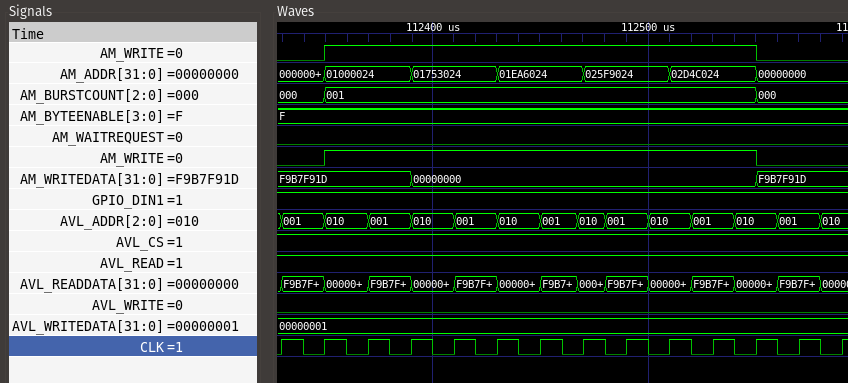 Signals
Waves
Time
112400 us
112500 us
11
AM_WRITE =0
AM_ADDR[31:0] =00000000
000000+ 01000024 01753024 01EA6024 025F9024 02D4C024 00000000
AM_BURSTCOUNT[2:0] =000
000 001 000
AM_BYTEENABLE[3:0] =F
F
AM_WAITREQUEST =0
AM_WRITE =0
AM_WRITEDATA[31:0] =F9B7F91D
F9B7F91D 00000000 F9B7F91D
GPIO_DIN1 =1
AVL_ADDR[2:0] =010
001 010 001 010 001 010 001 010 001 010 001 010 001 010
AVL_CS =1
AVL_READ =1
AVL_READDATA[31:0] =00000000
F9B7F+ 00000+ F9B7F+ 00000+ F9B7F+ 00000+ F9B7+ 000+ F9B7F+ 00000+ F9B7F+ 00000+ F9B7F+ 0000
AVL_WRITE =0
AVL_WRITEDATA[31:0] =00000001
00000001
CLK =1